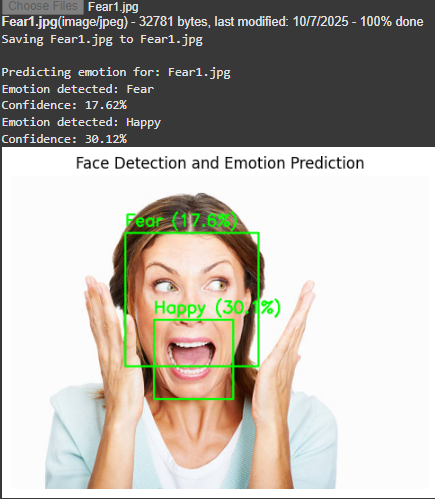 Choose Files Fear1.jpg
Fear1.jpg(image/jpeg) - 32781 bytes, last modified: 10/7/2025 - 100% done
Saving Fear1.jpg to Fear1.jpg
Predicting emotion for: Fear1.jpg
Emotion detected: Fear
Confidence: 17.62%
Emotion detected: Happy
Confidence: 30.12%
Face Detection and Emotion Prediction
Fear (17.6%)
Happy (30.1%)